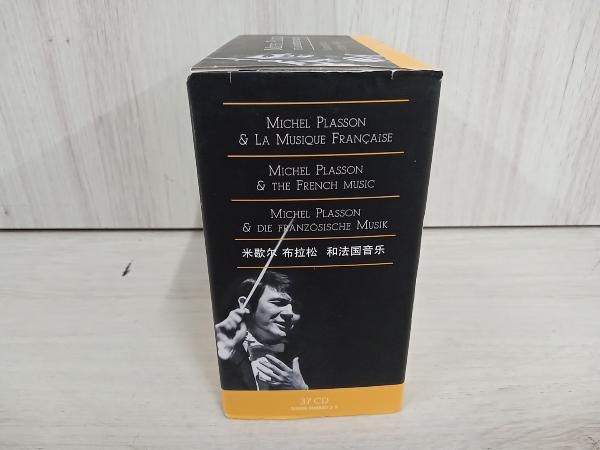 MICHEL PLASSON
& LA MUSIQUE FRANÇAISE
MICHEL PLASSON
& THE FRENCH MUSIC
MICHEL PLASSON
& DIE FRANZÖSISCHE MUSIK
米歇尔 布拉松 和法国音乐
37 CD